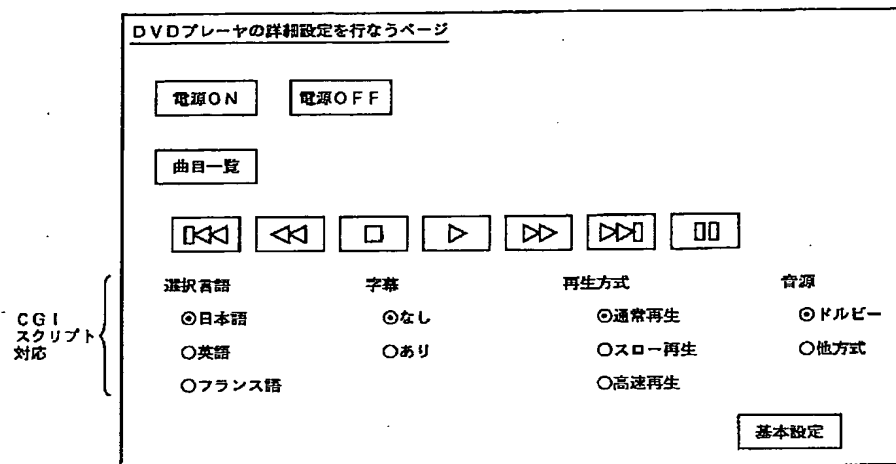 DVDプレーヤの詳細設定を行なうページ
電源ON 電源OFF
曲目一覧
選択言語 字幕 再生方式 音源
CGI
スクリプト
対応
◉日本語 ◉なし ◉通常再生 ◉ドルビー
○英語 ○あり ○スロー再生 ○他方式
○フランス語 ○高速再生
基本設定